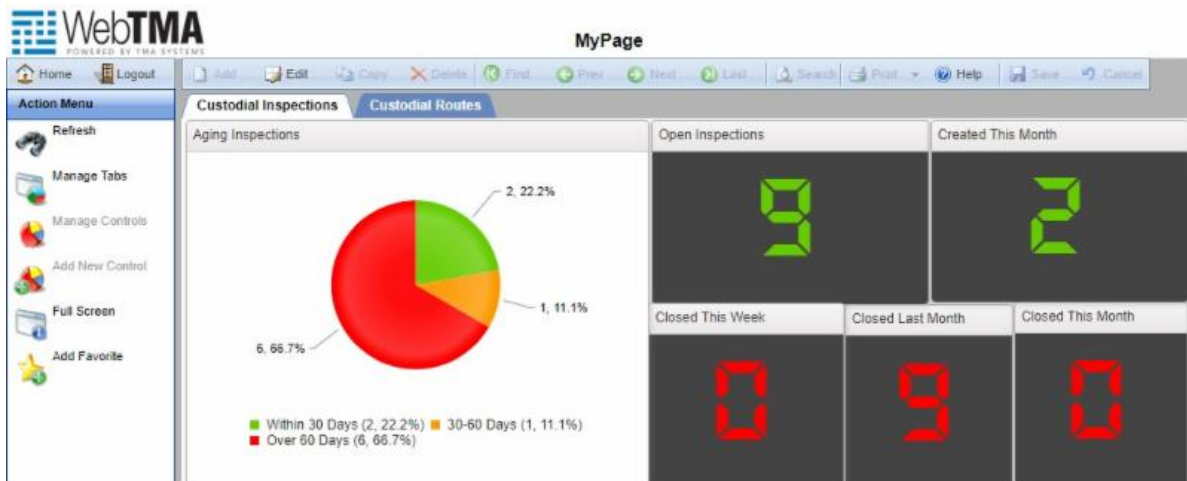 WebTMA
POWERED BY TMA SYSTEMS
MyPage
Home Logout Add Edit Copy Delete First Prev Next Last Search Print Help Save Cancel
Action Menu
Refresh
Manage Tabs
Manage Controls
Add New Control
Full Screen
Add Favorite
Custodial Inspections Custodial Routes
Aging Inspections
2, 22.2%
1, 11.1%
6, 66.7%
Within 30 Days (2, 22.2%) 30-60 Days (1, 11.1%)
Over 60 Days (6, 66.7%)
Open Inspections
9
Created This Month
2
Closed This Week
0
Closed Last Month
9
Closed This Month
0